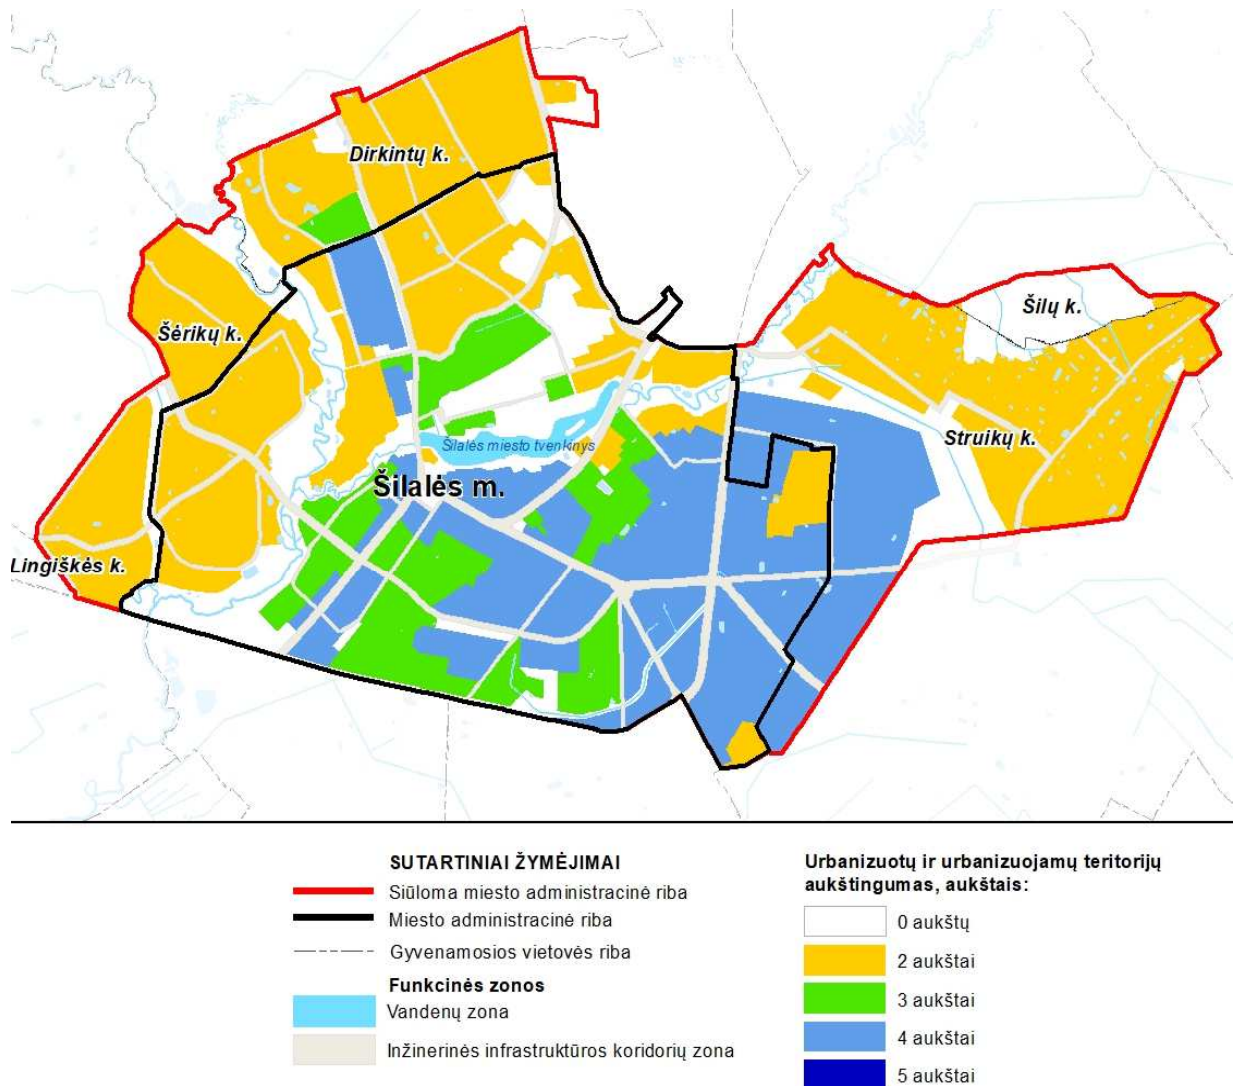 Dirkintų k.
Šėrikų k.
Šilų k.
Struikų k.
Šilalės miesto tvenkinys
Šilalės m.
Lingiškės k.
SUTARTINIAI ŽYMĖJIMAI
Siūloma miesto administracinė riba
Miesto administracinė riba
Gyvenamosios vietovės riba
Funkcinės zonos
Vandenų zona
Inžinerinės infrastruktūros koridorių zona
Urbanizuotų ir urbanizuojamų teritorijų
aukštingumas, aukštais:
0 aukštų
2 aukštai
3 aukštai
4 aukštai
5 aukštai